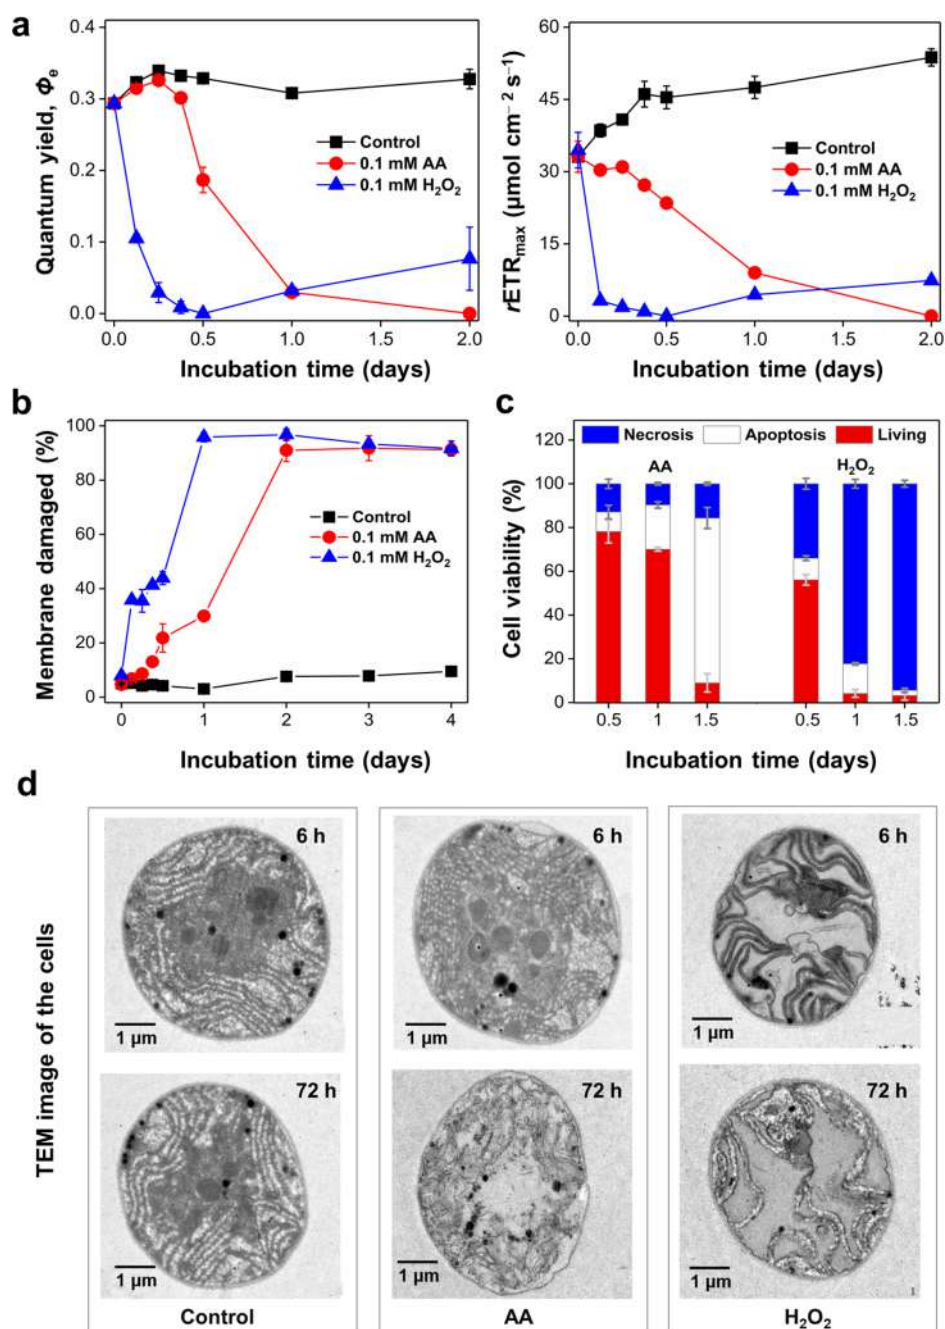 a
Quantum yield, Φe
0.4
0.3
0.2
0.1
0.0
Control
0.1 mM AA
0.1 mM H₂O₂
0.0 0.5 1.0 1.5 2.0
Incubation time (days)
rETRmax (µmol cm⁻² s⁻¹)
60
45
30
15
0
Control
0.1 mM AA
0.1 mM H₂O₂
0.0 0.5 1.0 1.5 2.0
Incubation time (days)
b
Membrane damaged (%)
100
80
60
40
20
0
Control
0.1 mM AA
0.1 mM H₂O₂
0 1 2 3 4
Incubation time (days)
c
Cell viability (%)
120
100
80
60
40
20
0
Necrosis Apoptosis Living
AA H₂O₂
0.5 1 1.5 0.5 1 1.5
Incubation time (days)
d
TEM image of the cells
6 h
1 µm
6 h
1 µm
6 h
1 µm
72 h
1 µm
72 h
1 µm
72 h
1 µm
Control
AA
H₂O₂